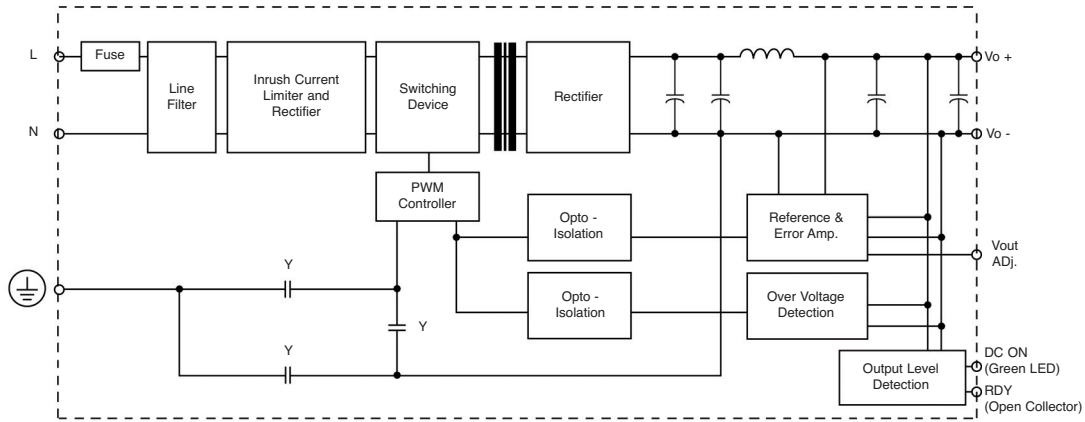 L
Fuse
Line
Filter
Inrush Current
Limiter and
Rectifier
Switching
Device
Rectifier
Vo +
N
Vo -
PWM
Controller
Opto -
Isolation
Reference &
Error Amp.
Vout
ADj.
Y
Opto -
Isolation
Over Voltage
Detection
Y
Y
Output Level
Detection
DC ON
(Green LED)
RDY
(Open Collector)